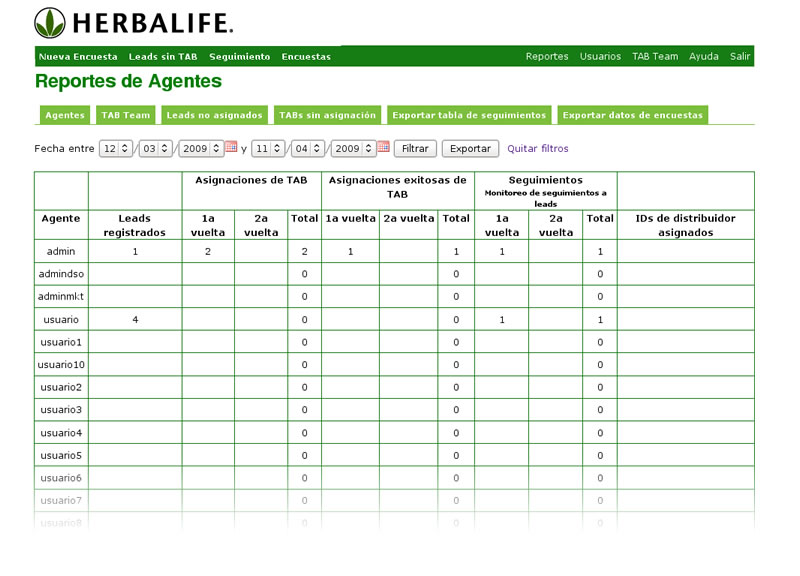 HERBALIFE.
Nueva Encuesta Leads sin TAB Seguimiento Encuestas Reportes Usuarios TAB Team Ayuda Salir
Reportes de Agentes
Agentes TAB Team Leads no asignados TABs sin asignación Exportar tabla de seguimientos Exportar datos de encuestas
Fecha entre 12 / 03 / 2009 y 11 / 04 / 2009 Filtrar Exportar Quitar filtros
Asignaciones de TAB Asignaciones exitosas de TAB Seguimientos Monitoreo de seguimientos a leads
Agente Leads registrados 1a vuelta 2a vuelta Total 1a vuelta 2a vuelta Total 1a vuelta 2a vuelta Total IDs de distribuidor asignados
admin 1 2 2 1 1 1 1
admindso 0 0 0
adminmkt 0 0 0
usuario 4 0 0 1 1
usuario1 0 0 0
usuario10 0 0 0
usuario2 0 0 0
usuario3 0 0 0
usuario4 0 0 0
usuario5 0 0 0
usuario6 0 0 0
usuario7 0 0 0
usuario8 0 0 0